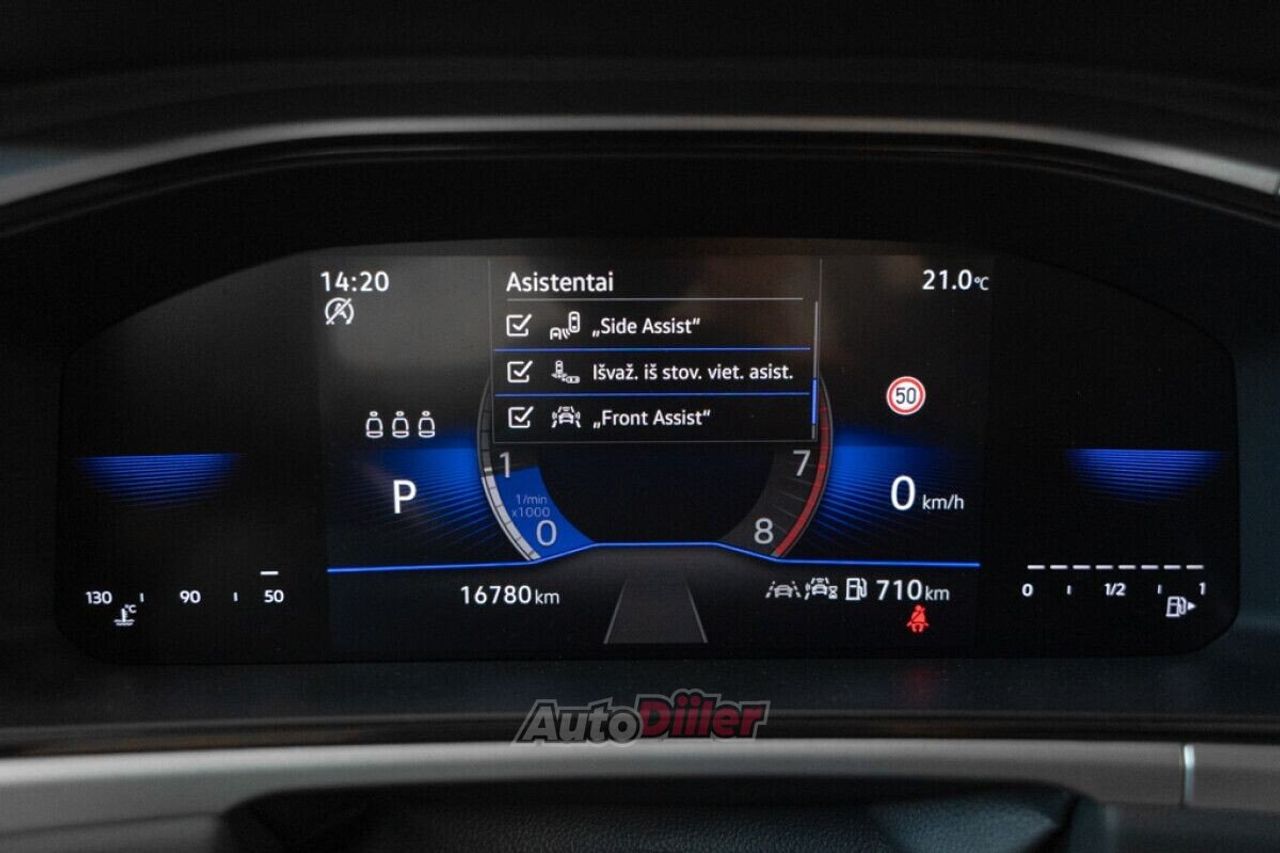 14:20
Asistentai
21.0°C
„Side Assist“
Išvaž. iš stov. viet. asist.
„Front Assist“
50
1
7
P
1/min
x1000
0
8
0 km/h
130
90
50
°C
16780 km
710 km
0
1/2
1
AutoDiiler